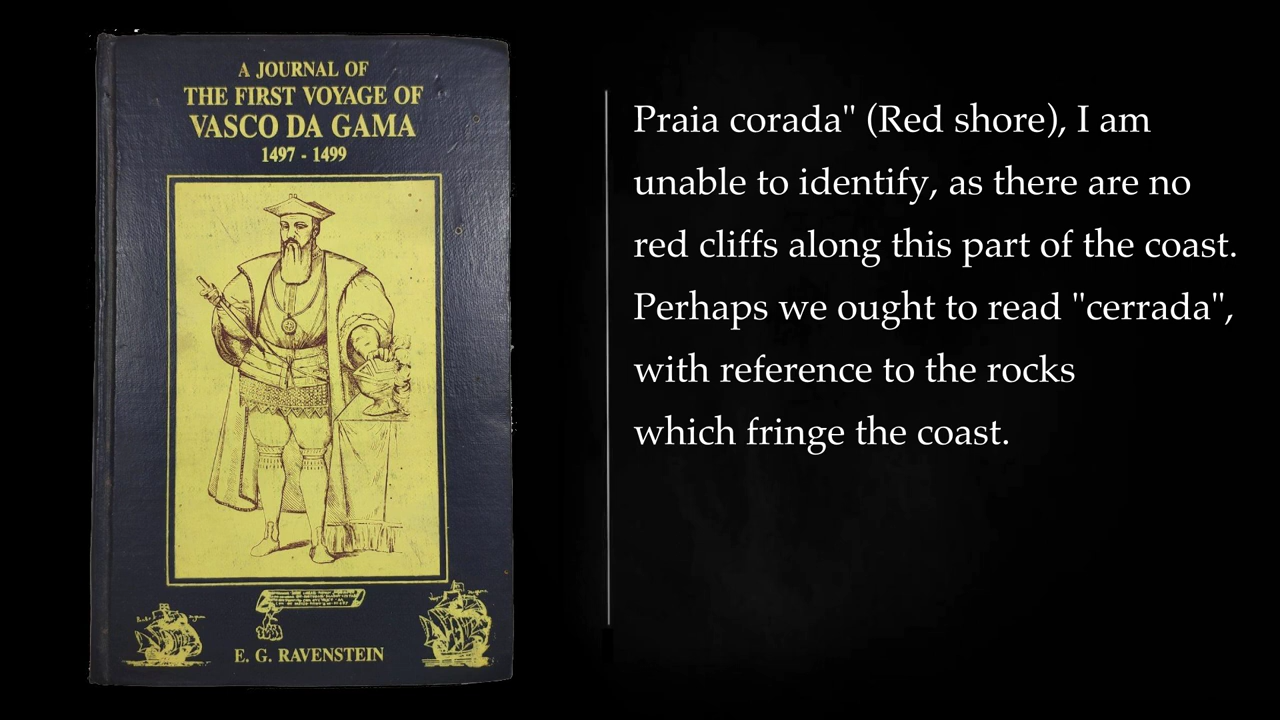 A JOURNAL OF
THE FIRST VOYAGE OF
VASCO DA GAMA
1497 - 1499
E. G. RAVENSTEIN
Praia corada" (Red shore), I am
unable to identify, as there are no
red cliffs along this part of the coast.
Perhaps we ought to read "cerrada",
with reference to the rocks
which fringe the coast.